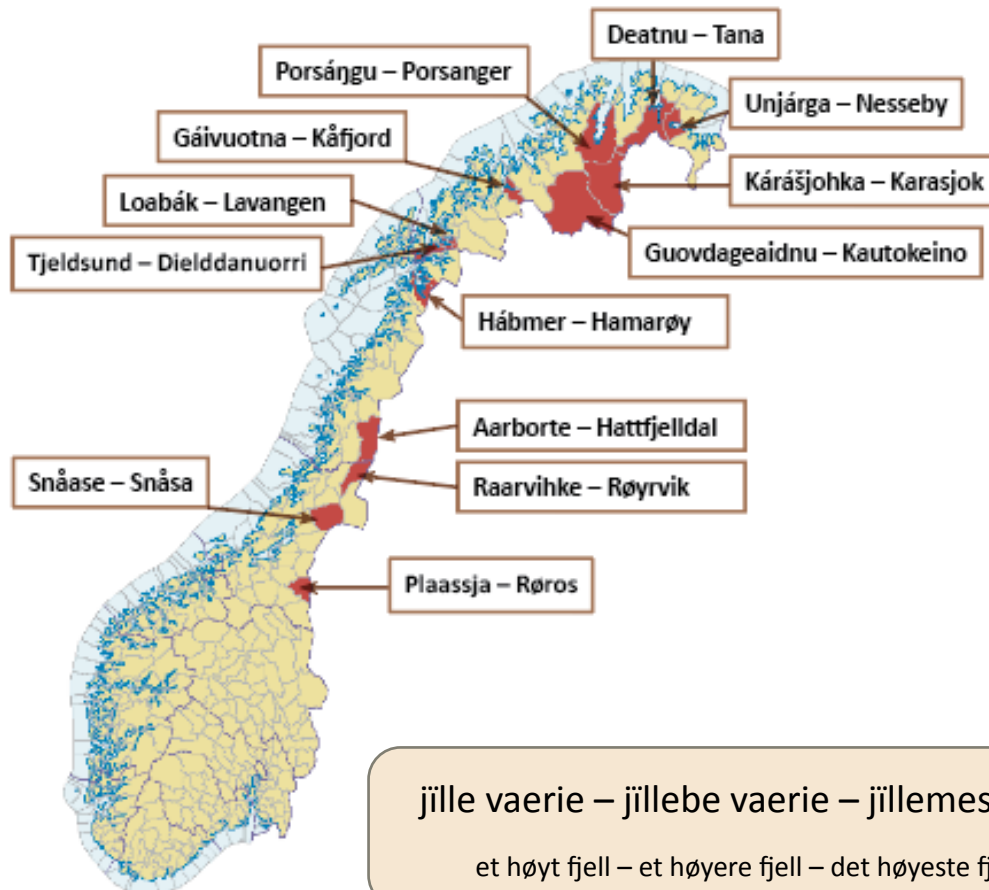 Deatnu – Tana
Porsáŋgu – Porsanger
Unjárga – Nesseby
Gáivuotna – Kåfjord
Kárášjohka – Karasjok
Loabák – Lavangen
Guovdageaidnu – Kautokeino
Tjeldsund – Dielddanuorri
Hábmer – Hamarøy
Aarborte – Hattfjelldal
Snåase – Snåsa
Raarvihke – Røyrvik
Plaassja – Røros
jïlle vaerie – jïllebe vaerie – jïllemes
et høyt fjell – et høyere fjell – det høyeste fj